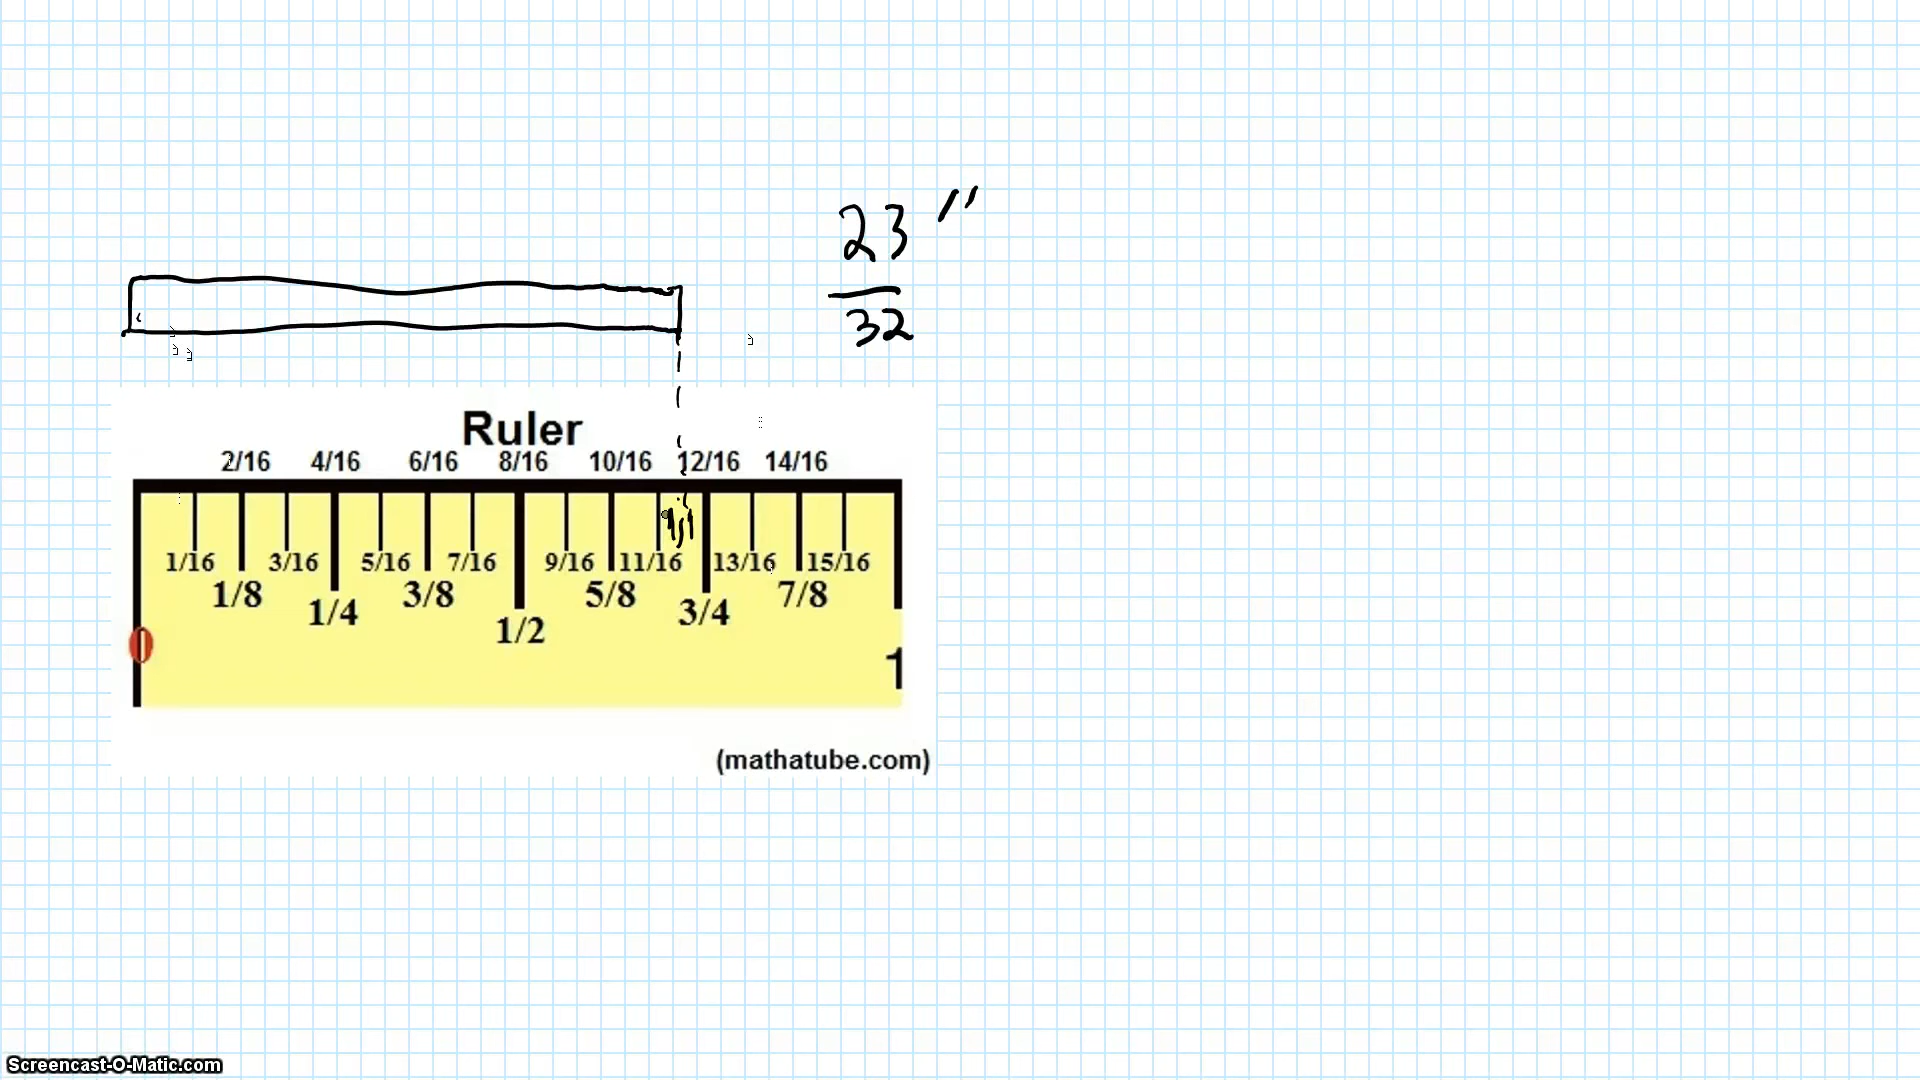 23"
32
Ruler
2/16 4/16 6/16 8/16 10/16 12/16 14/16
1/16 3/16 5/16 7/16 9/16 11/16 13/16 15/16
1/8 3/8 5/8 7/8
1/4 3/4
1/2
0 1
(mathatube.com)
Screencast-O-Matic.com